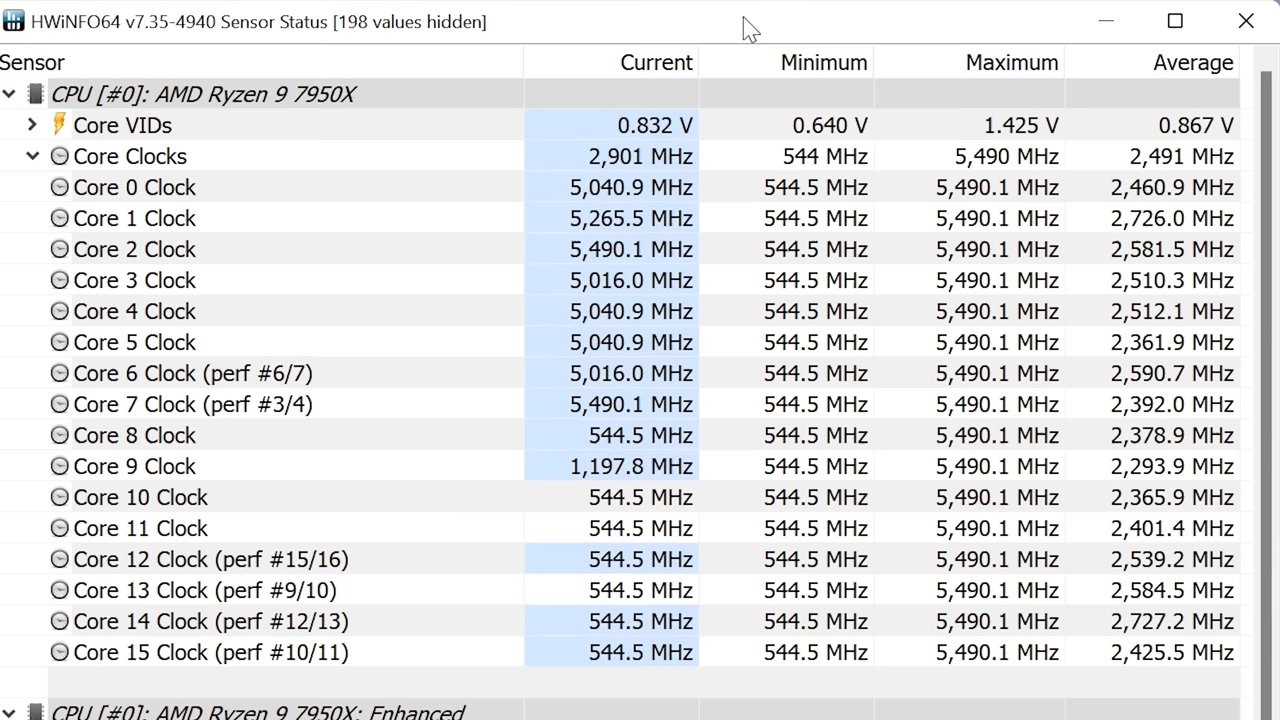 HWiNFO64 v7.35-4940 Sensor Status [198 values hidden]
Sensor Current Minimum Maximum Average
CPU [#0]: AMD Ryzen 9 7950X
Core VIDs 0.832 V 0.640 V 1.425 V 0.867 V
Core Clocks 2,901 MHz 544 MHz 5,490 MHz 2,491 MHz
Core 0 Clock 5,040.9 MHz 544.5 MHz 5,490.1 MHz 2,460.9 MHz
Core 1 Clock 5,265.5 MHz 544.5 MHz 5,490.1 MHz 2,726.0 MHz
Core 2 Clock 5,490.1 MHz 544.5 MHz 5,490.1 MHz 2,581.5 MHz
Core 3 Clock 5,016.0 MHz 544.5 MHz 5,490.1 MHz 2,510.3 MHz
Core 4 Clock 5,040.9 MHz 544.5 MHz 5,490.1 MHz 2,512.1 MHz
Core 5 Clock 5,040.9 MHz 544.5 MHz 5,490.1 MHz 2,361.9 MHz
Core 6 Clock (perf #6/7) 5,016.0 MHz 544.5 MHz 5,490.1 MHz 2,590.7 MHz
Core 7 Clock (perf #3/4) 5,490.1 MHz 544.5 MHz 5,490.1 MHz 2,392.0 MHz
Core 8 Clock 544.5 MHz 544.5 MHz 5,490.1 MHz 2,378.9 MHz
Core 9 Clock 1,197.8 MHz 544.5 MHz 5,490.1 MHz 2,293.9 MHz
Core 10 Clock 544.5 MHz 544.5 MHz 5,490.1 MHz 2,365.9 MHz
Core 11 Clock 544.5 MHz 544.5 MHz 5,490.1 MHz 2,401.4 MHz
Core 12 Clock (perf #15/16) 544.5 MHz 544.5 MHz 5,490.1 MHz 2,539.2 MHz
Core 13 Clock (perf #9/10) 544.5 MHz 544.5 MHz 5,490.1 MHz 2,584.5 MHz
Core 14 Clock (perf #12/13) 544.5 MHz 544.5 MHz 5,490.1 MHz 2,727.2 MHz
Core 15 Clock (perf #10/11) 544.5 MHz 544.5 MHz 5,490.1 MHz 2,425.5 MHz
CPU [#0]: AMD Ryzen 9 7950X: Enhanced